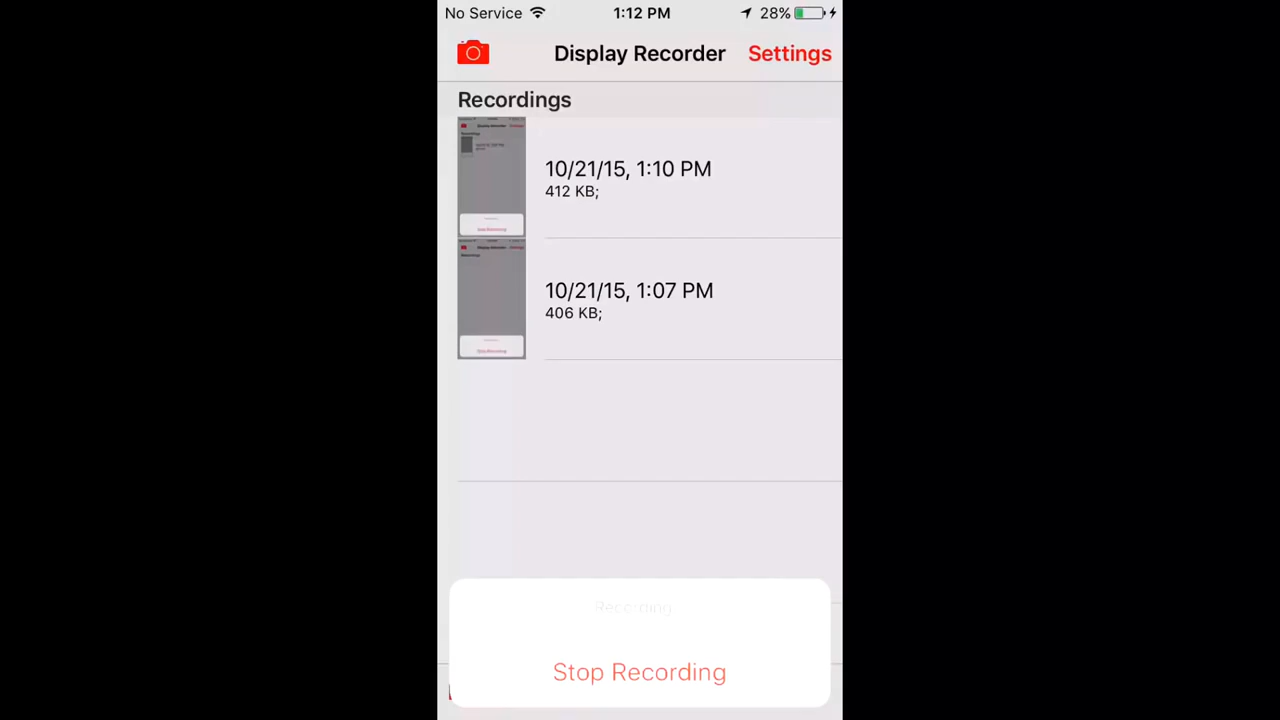 No Service 1:12 PM 28%
Display Recorder Settings
Recordings
10/21/15, 1:10 PM
412 KB;
10/21/15, 1:07 PM
406 KB;
Recording
Stop Recording